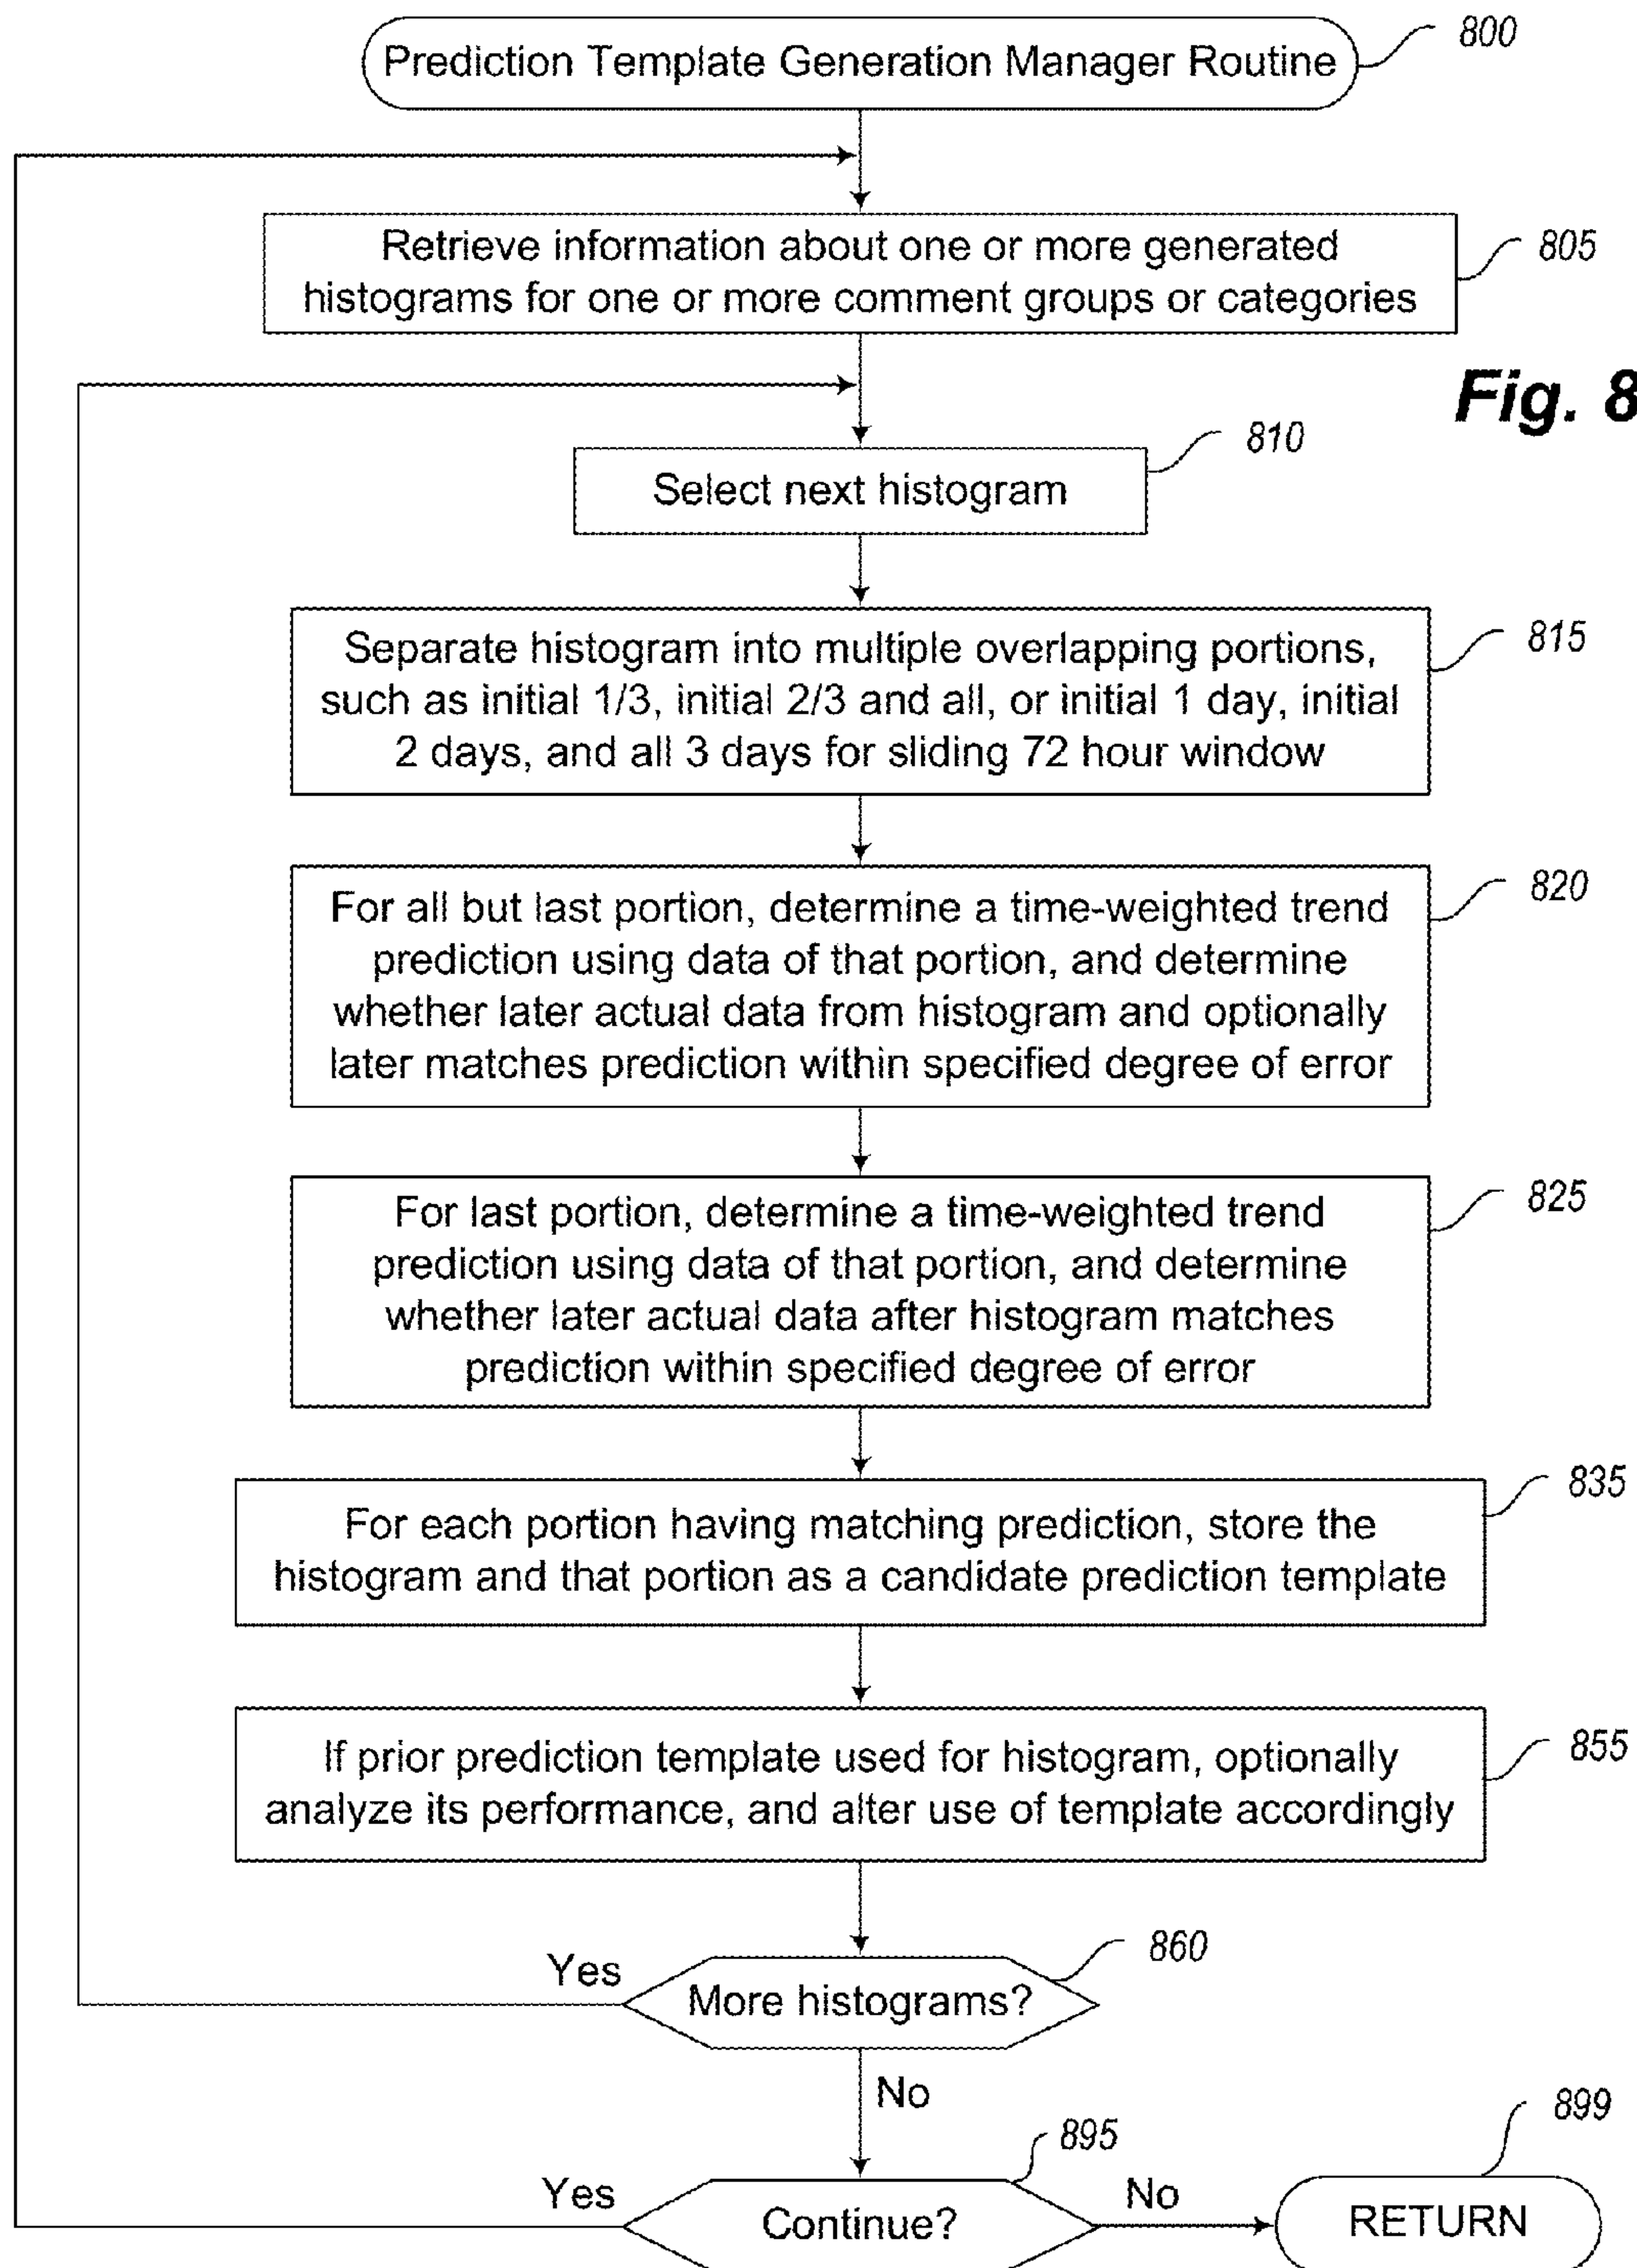 Prediction Template Generation Manager Routine
800
Retrieve information about one or more generated
histograms for one or more comment groups or categories
805
Fig. 8
Select next histogram
810
Separate histogram into multiple overlapping portions,
such as initial 1/3, initial 2/3 and all, or initial 1 day, initial
2 days, and all 3 days for sliding 72 hour window
815
For all but last portion, determine a time-weighted trend
prediction using data of that portion, and determine
whether later actual data from histogram and optionally
later matches prediction within specified degree of error
820
For last portion, determine a time-weighted trend
prediction using data of that portion, and determine
whether later actual data after histogram matches
prediction within specified degree of error
825
For each portion having matching prediction, store the
histogram and that portion as a candidate prediction template
835
If prior prediction template used for histogram, optionally
analyze its performance, and alter use of template accordingly
855
Yes
More histograms?
860
No
Yes
Continue?
895
No
RETURN
899